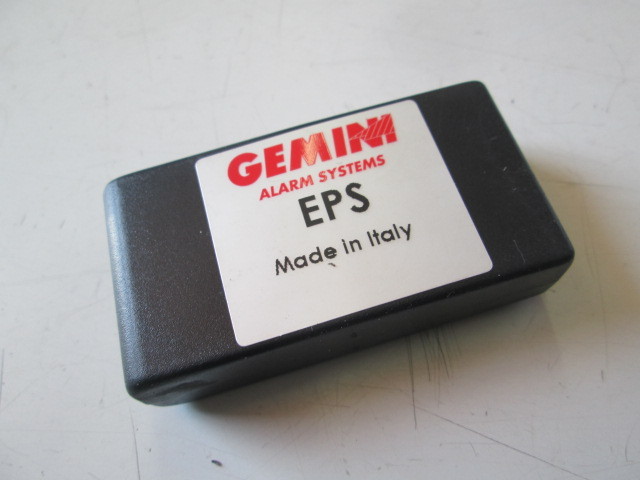 GEMINI
ALARM SYSTEMS
EPS
Made in Italy